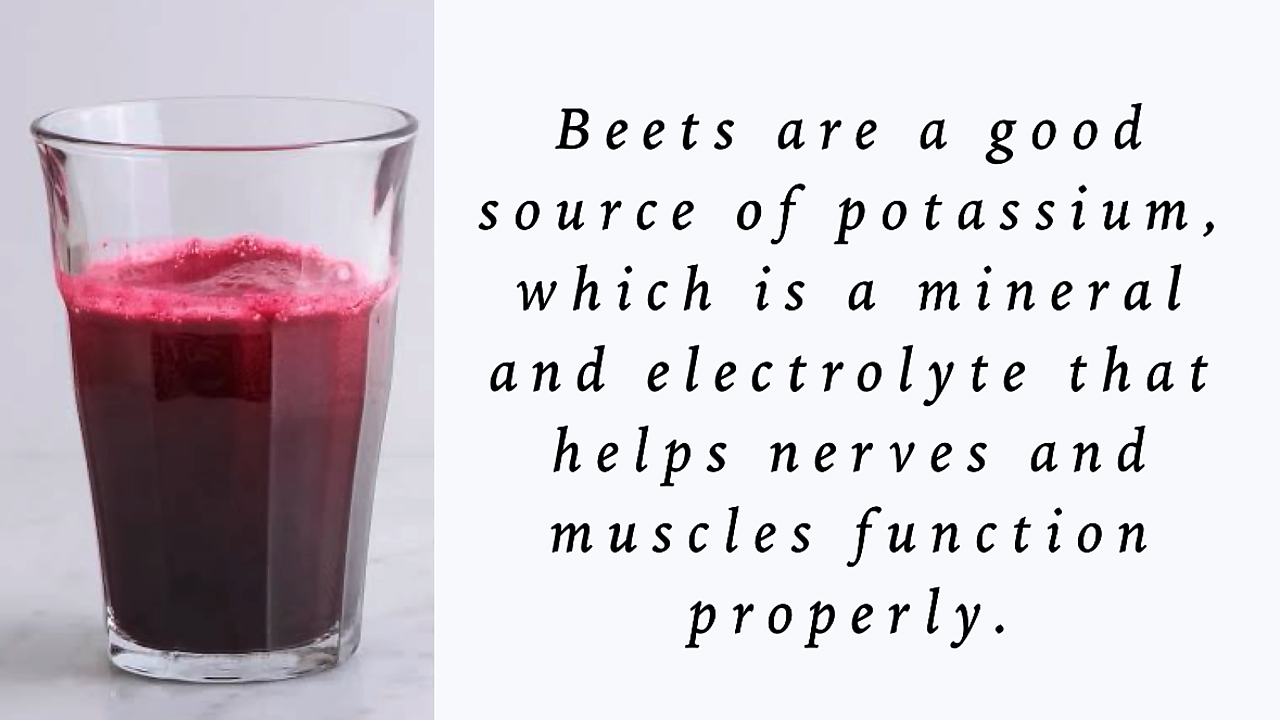 Beets are a good
source of potassium,
which is a mineral
and electrolyte that
helps nerves and
muscles function
properly.